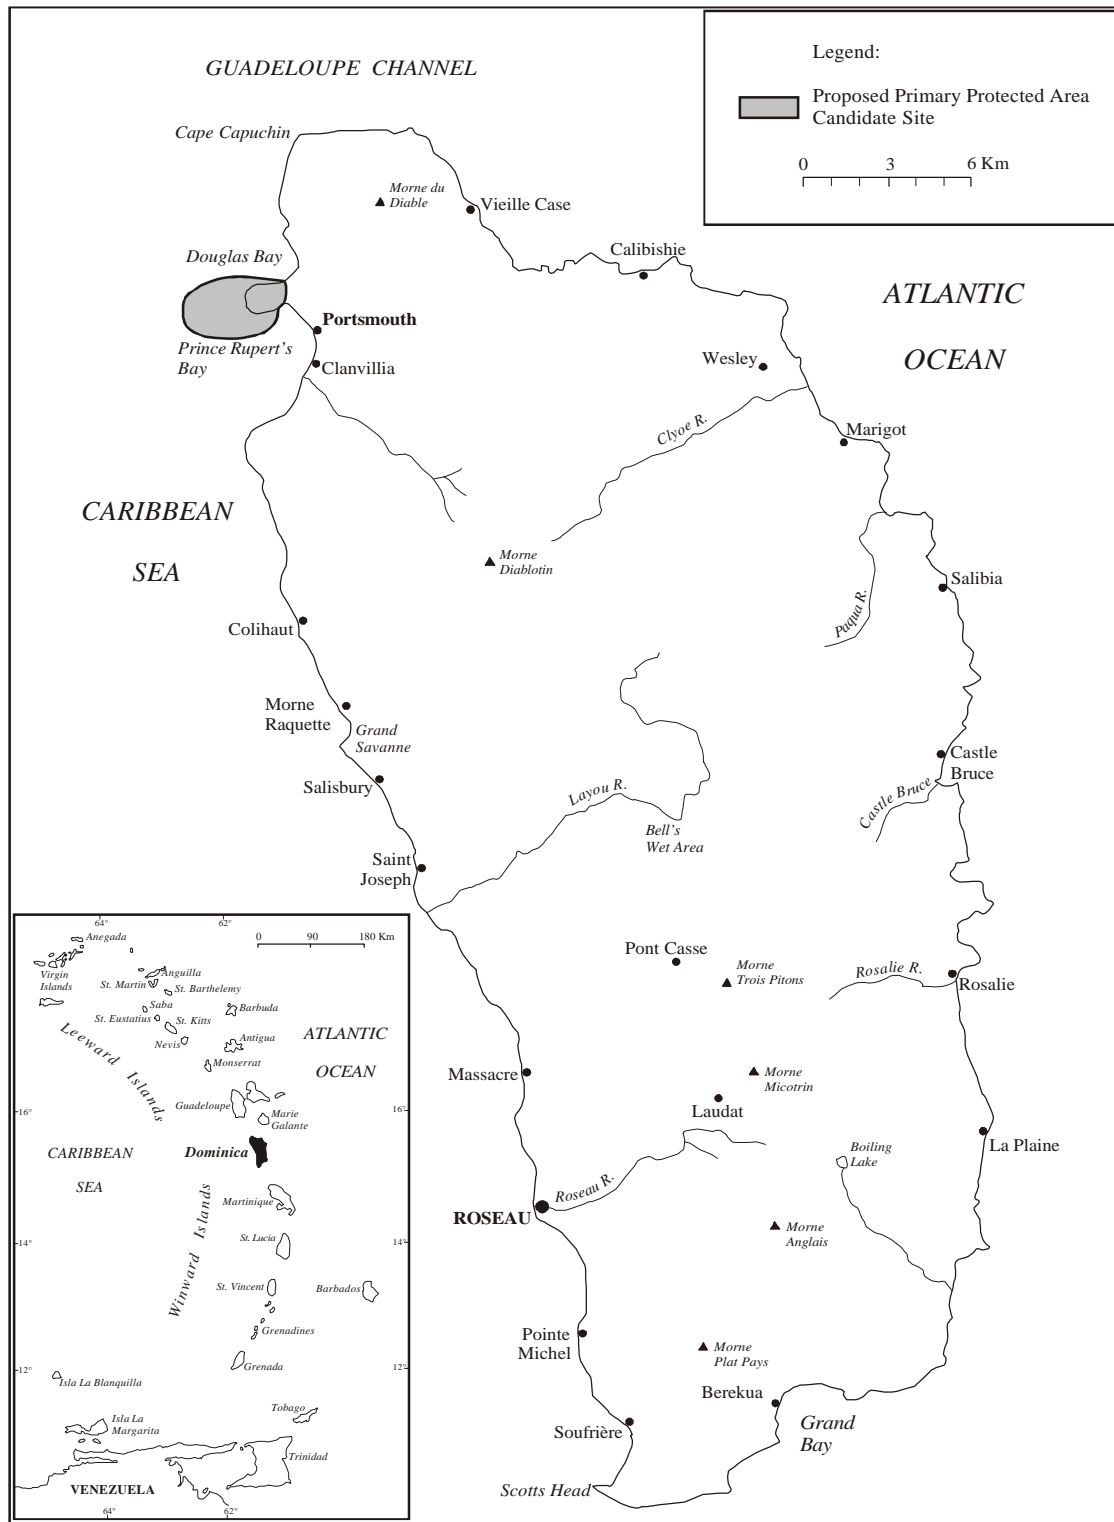 GUADELOUPE CHANNEL
Legend:
Proposed Primary Protected Area
Candidate Site
0 3 6 Km
Cape Capuchin
Morne du
Diable
Vieille Case
Calibishie
Douglas Bay
ATLANTIC
OCEAN
Portsmouth
Prince Rupert's
Bay
Clanvillia
Wesley
Clyoe R.
Marigot
CARIBBEAN
SEA
Morne
Diablotin
Salibia
Paqua R.
Colihaut
Morne
Raquette
Grand
Savanne
Salisbury
Castle
Bruce
Castle Bruce
Layou R.
Bell's
Wet Area
Saint
Joseph
Pont Casse
Morne
Trois Pitons
Rosalie R.
Rosalie
Massacre
Morne
Micotrin
Laudat
La Plaine
Boiling
Lake
Roseau R.
ROSEAU
Morne
Anglais
Pointe
Michel
Morne
Plat Pays
Berekua
Grand
Bay
Soufrière
Scotts Head
64° 62°
0 90 180 Km
Anegada
Virgin
Islands
Anguilla
St. Martin
St. Barthelemy
Saba
St. Eustatius
St. Kitts
Barbuda
Nevis
Antigua
Monserrat
ATLANTIC
OCEAN
Leeward Islands
Guadeloupe
Marie
Galante
16° 16°
CARIBBEAN
SEA
Dominica
Martinique
Winward Islands
St. Lucia
14° 14°
St. Vincent
Barbados
Grenadines
Grenada
12° 12°
Isla La Blanquilla
Isla La
Margarita
Tobago
Trinidad
VENEZUELA
64° 62°